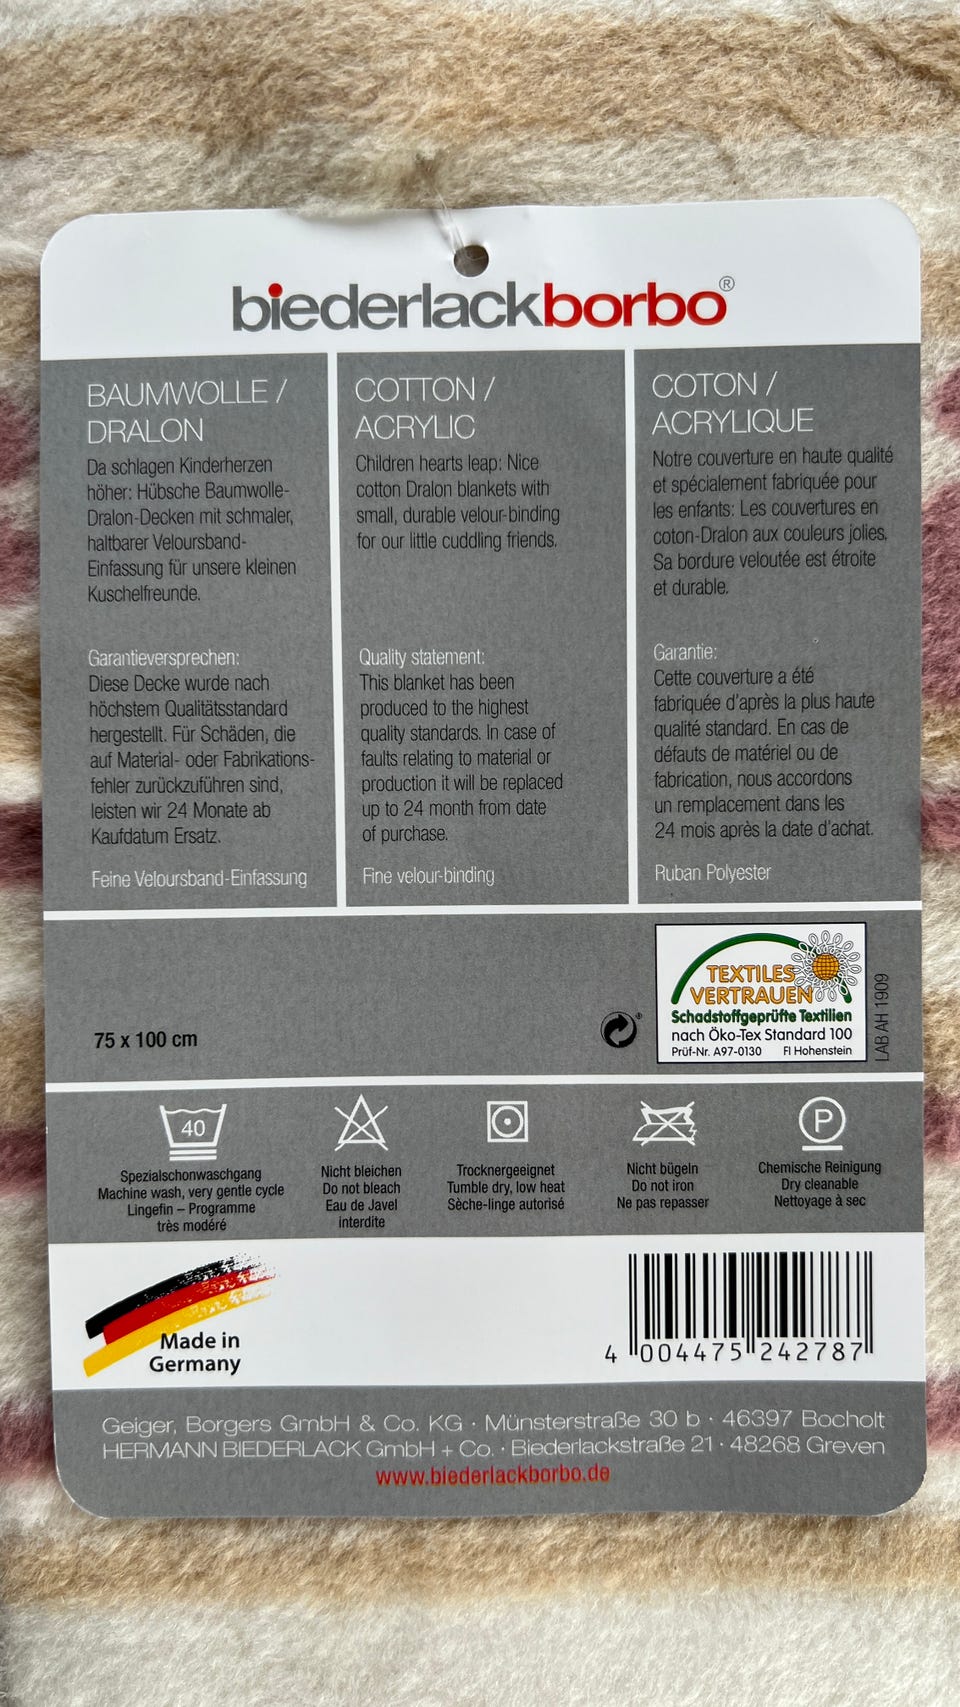 biederlackborbo®
BAUMWOLLE /
DRALON
Da schlagen Kinderherzen
höher: Hübsche Baumwolle-
Dralon-Decken mit schmaler,
haltbarer Veloursband-
Einfassung für unsere kleinen
Kuschelfreunde.
Garantieversprechen:
Diese Decke wurde nach
höchstem Qualitätsstandard
hergestellt. Für Schäden, die
auf Material- oder Fabrikations-
fehler zurückzuführen sind,
leisten wir 24 Monate ab
Kaufdatum Ersatz.
Feine Veloursband-Einfassung
COTTON /
ACRYLIC
Children hearts leap: Nice
cotton Dralon blankets with
small, durable velour-binding
for our little cuddling friends.
Quality statement:
This blanket has been
produced to the highest
quality standards. In case of
faults relating to material or
production it will be replaced
up to 24 month from date
of purchase.
Fine velour-binding
COTON /
ACRYLIQUE
Notre couverture en haute qualité
et spécialement fabriquée pour
les enfants: Les couvertures en
coton-Dralon aux couleurs jolies.
Sa bordure veloutée est étroite
et durable.
Garantie:
Cette couverture a été
fabriquée d'après la plus haute
qualité standard. En cas de
défauts de matériel ou de
fabrication, nous accordons
un remplacement dans les
24 mois après la date d'achat.
Ruban Polyester
75 x 100 cm
®
TEXTILES
VERTRAUEN
Schadstoffgeprüfte Textilien
nach Öko-Tex Standard 100
Prüf-Nr. A97-0130 FI Hohenstein
LAB AH 1909
40
Spezialschonwaschgang
Machine wash, very gentle cycle
Lingefin – Programme
très modéré
Nicht bleichen
Do not bleach
Eau de Javel
interdite
Trocknergeeignet
Tumble dry, low heat
Sèche-linge autorisé
Nicht bügeln
Do not iron
Ne pas repasser
P
Chemische Reinigung
Dry cleanable
Nettoyage à sec
Made in
Germany
4 004475 242787
Geiger, Borgers GmbH & Co. KG · Münsterstraße 30 b · 46397 Bocholt
HERMANN BIEDERLACK GmbH + Co. · Biederlackstraße 21 · 48268 Greven
www.biederlackborbo.de